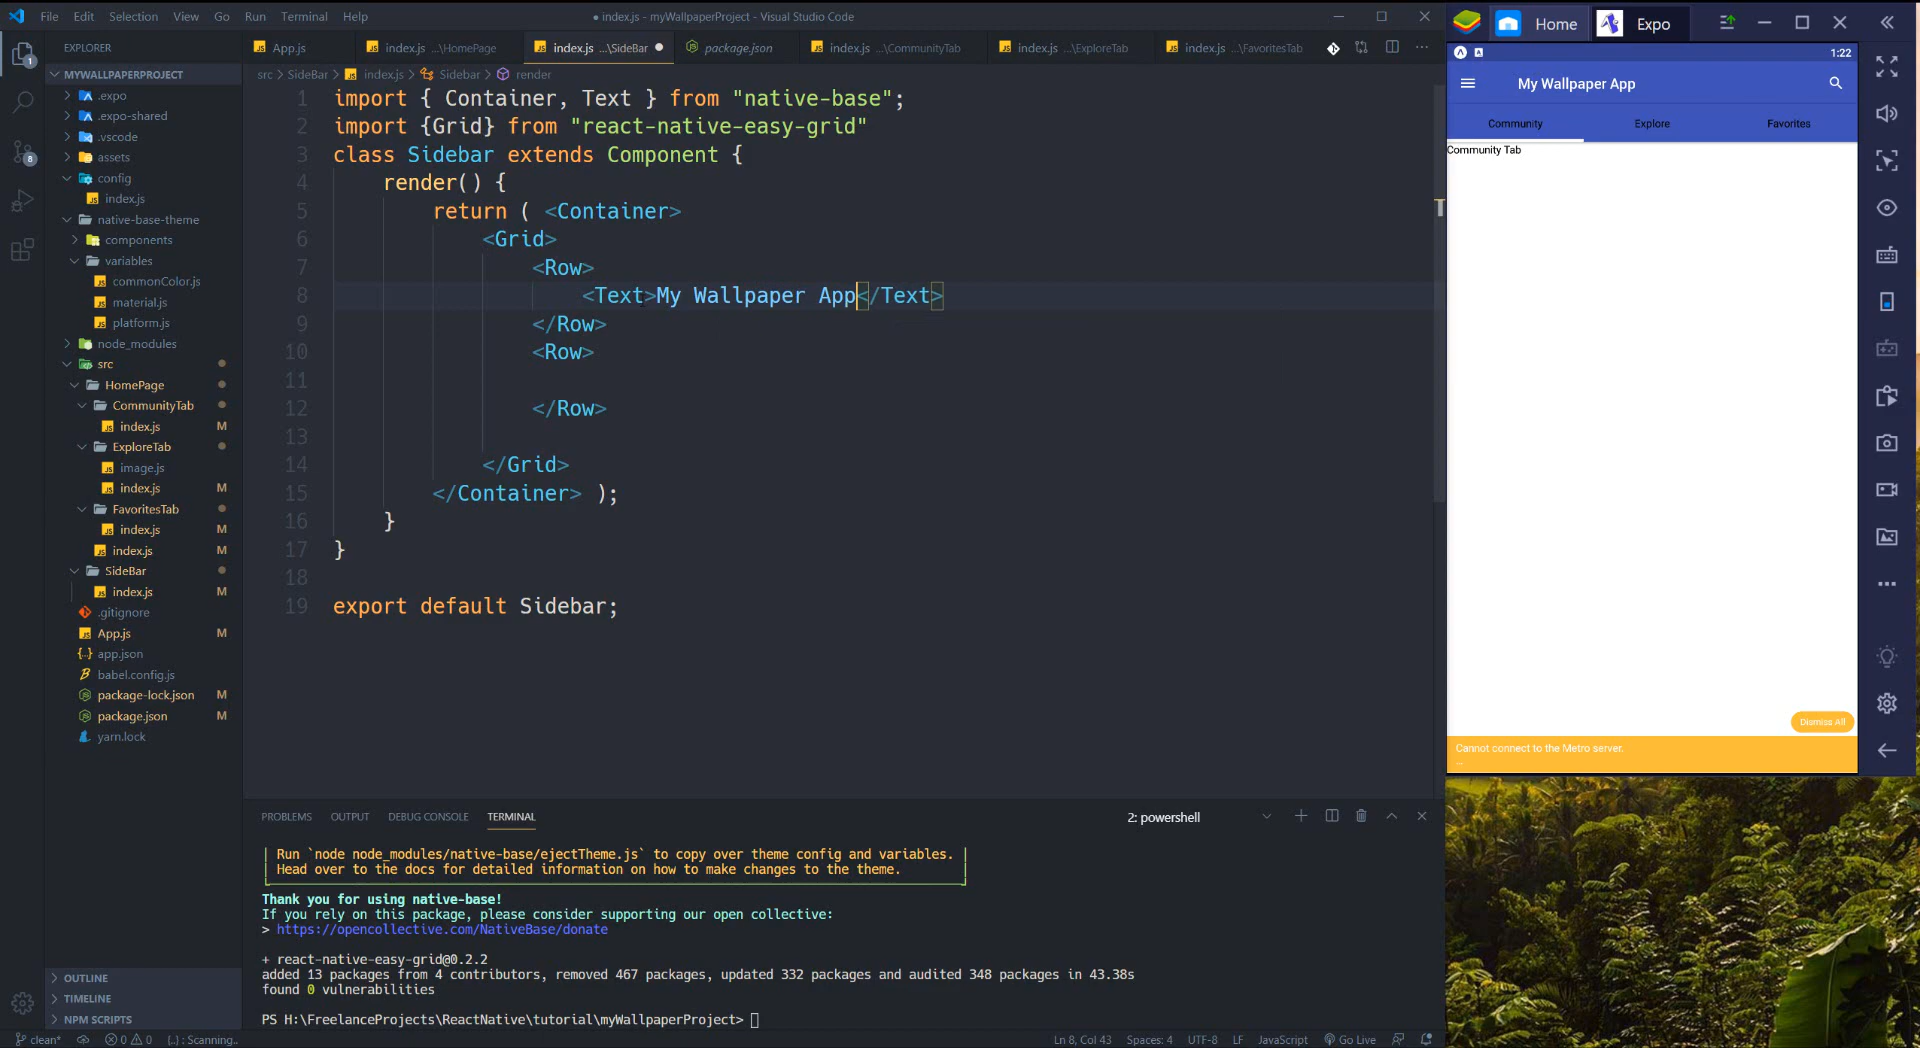 File Edit Selection View Go Run Terminal Help
● index.js - myWallpaperProject - Visual Studio Code
Home Expo
EXPLORER
App.js index.js ...\HomePage index.js ...\SideBar ● package.json index.js ...\CommunityTab index.js ...\ExploreTab index.js ...\FavoritesTab
src > SideBar > index.js > Sidebar > render
MYWALLPAPERPROJECT
.expo
.expo-shared
.vscode
assets
config
index.js
native-base-theme
components
variables
commonColor.js
material.js
platform.js
node_modules
src
HomePage
CommunityTab
index.js M
ExploreTab
image.js
index.js M
FavoritesTab
index.js M
index.js M
SideBar
index.js M
.gitignore
App.js M
app.json
babel.config.js
package-lock.json M
package.json M
yarn.lock
OUTLINE
TIMELINE
NPM SCRIPTS
1
8
1 import { Container, Text } from "native-base";
2 import {Grid} from "react-native-easy-grid"
3 class Sidebar extends Component {
4 render() {
5 return ( <Container>
6 <Grid>
7 <Row>
8 <Text>My Wallpaper App</Text>
9 </Row>
10 <Row>
11
12 </Row>
13
14 </Grid>
15 </Container> );
16 }
17 }
18
19 export default Sidebar;
PROBLEMS OUTPUT DEBUG CONSOLE TERMINAL 2: powershell
| Run `node node_modules/native-base/ejectTheme.js` to copy over theme config and variables. |
| Head over to the docs for detailed information on how to make changes to the theme. |
Thank you for using native-base!
If you rely on this package, please consider supporting our open collective:
> https://opencollective.com/NativeBase/donate
+ react-native-easy-grid@0.2.2
added 13 packages from 4 contributors, removed 467 packages, updated 332 packages and audited 348 packages in 43.38s
found 0 vulnerabilities
PS H:\FreelanceProjects\ReactNative\tutorial\myWallpaperProject>
clean* 0 0 {..} : Scanning.. Ln 8, Col 43 Spaces: 4 UTF-8 LF JavaScript Go Live
1:22
My Wallpaper App
Community Explore Favorites
Community Tab
Dismiss All
Cannot connect to the Metro server.
...